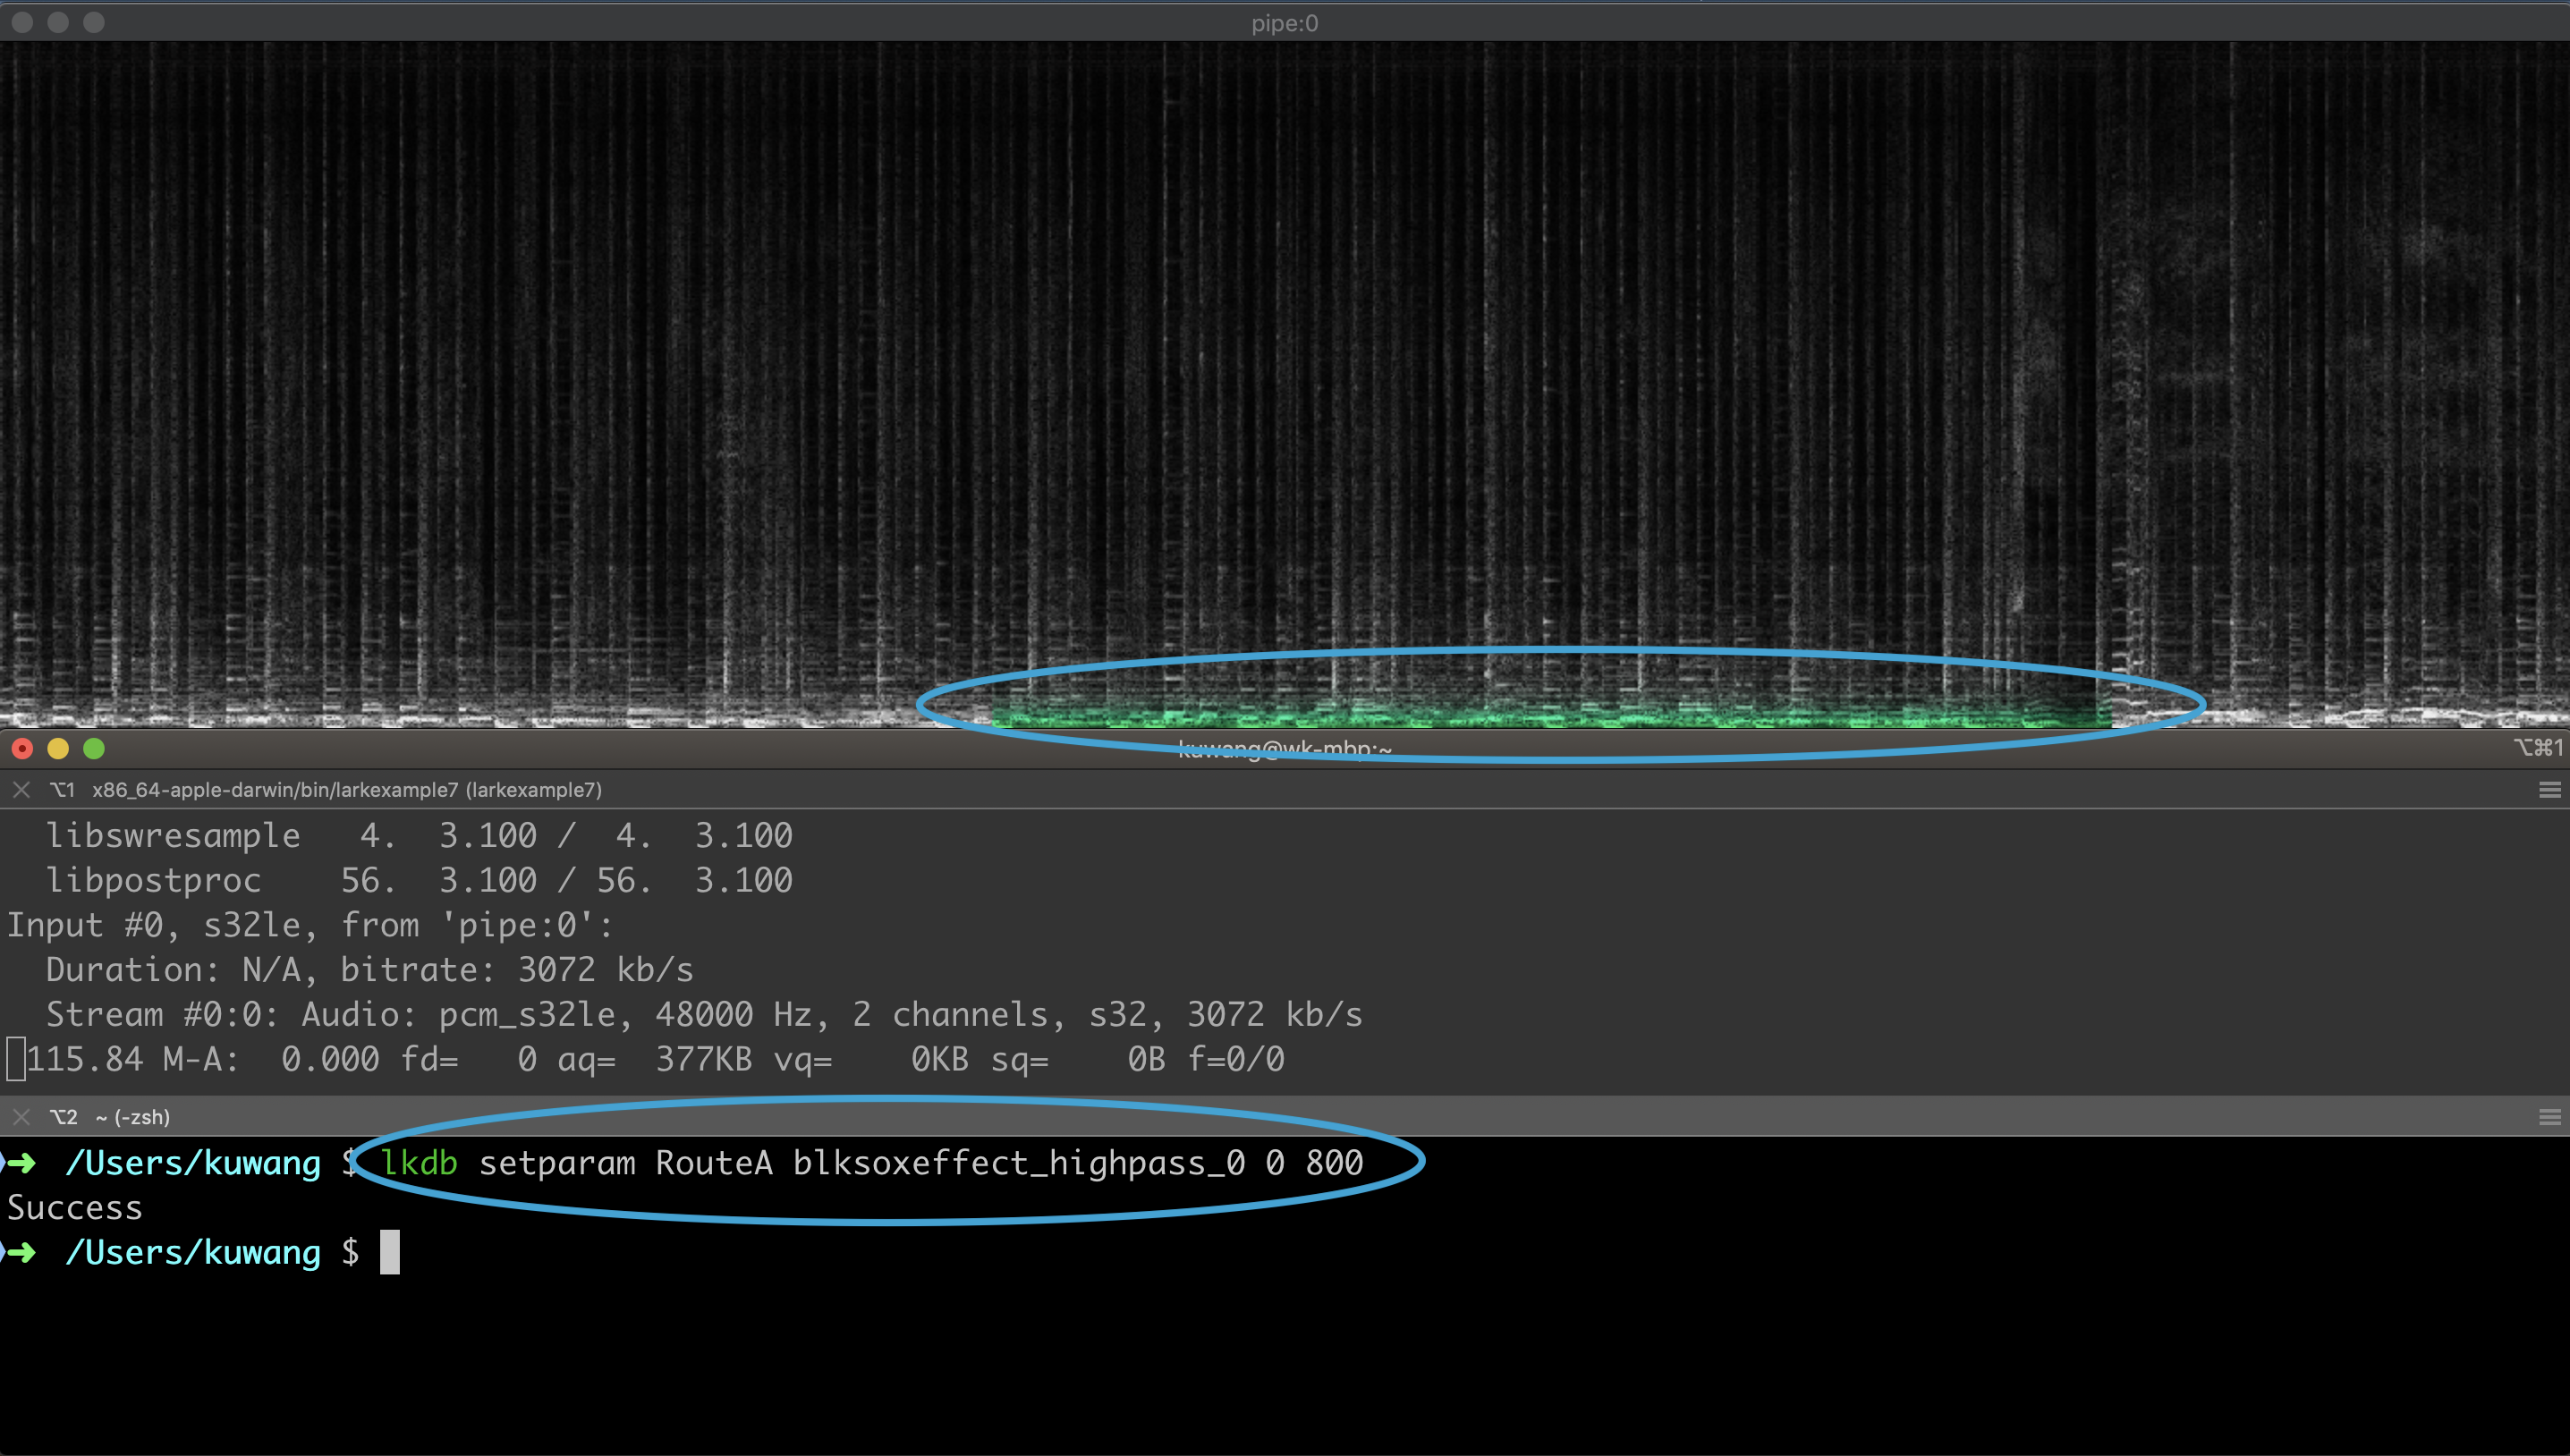 pipe:0
kuwang@wk-mbp:~
⌥⌘1
⌥1 x86_64-apple-darwin/bin/larkexample7 (larkexample7)
libswresample   4.  3.100 /  4.  3.100
libpostproc    56.  3.100 / 56.  3.100
Input #0, s32le, from 'pipe:0':
Duration: N/A, bitrate: 3072 kb/s
Stream #0:0: Audio: pcm_s32le, 48000 Hz, 2 channels, s32, 3072 kb/s
115.84 M-A:  0.000 fd=   0 aq=  377KB vq=    0KB sq=    0B f=0/0
⌥2 ~ (-zsh)
➜ /Users/kuwang $ lkdb setparam RouteA blksoxeffect_highpass_0 0 800
Success
➜ /Users/kuwang $